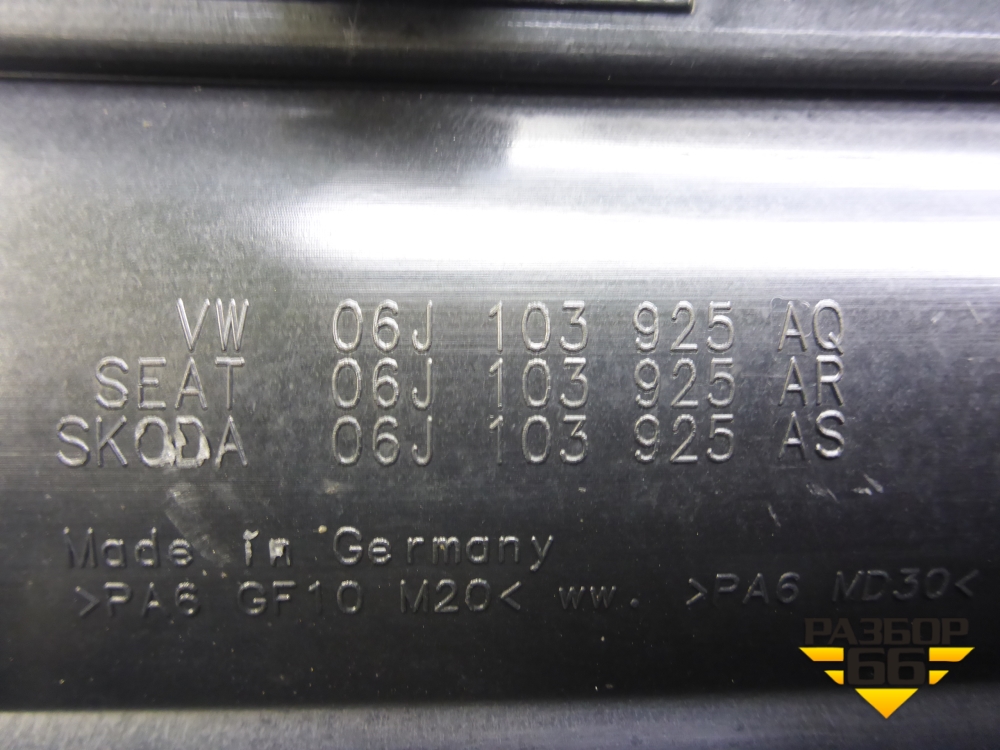 VW 06J 103 925 AQ
SEAT 06J 103 925 AR
SKODA 06J 103 925 AS
Made in Germany
>PA6 GF10 M20< ww. >PA6 MD30<
РАЗБОР
66